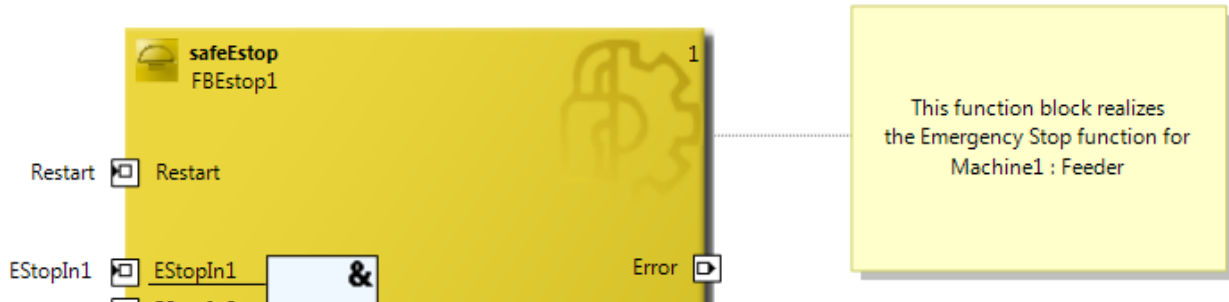 safeEstop
1
FBEstop1
This function block realizes
the Emergency Stop function for
Machine1 : Feeder
Restart
Restart
EStopIn1
EStopIn1
&
Error